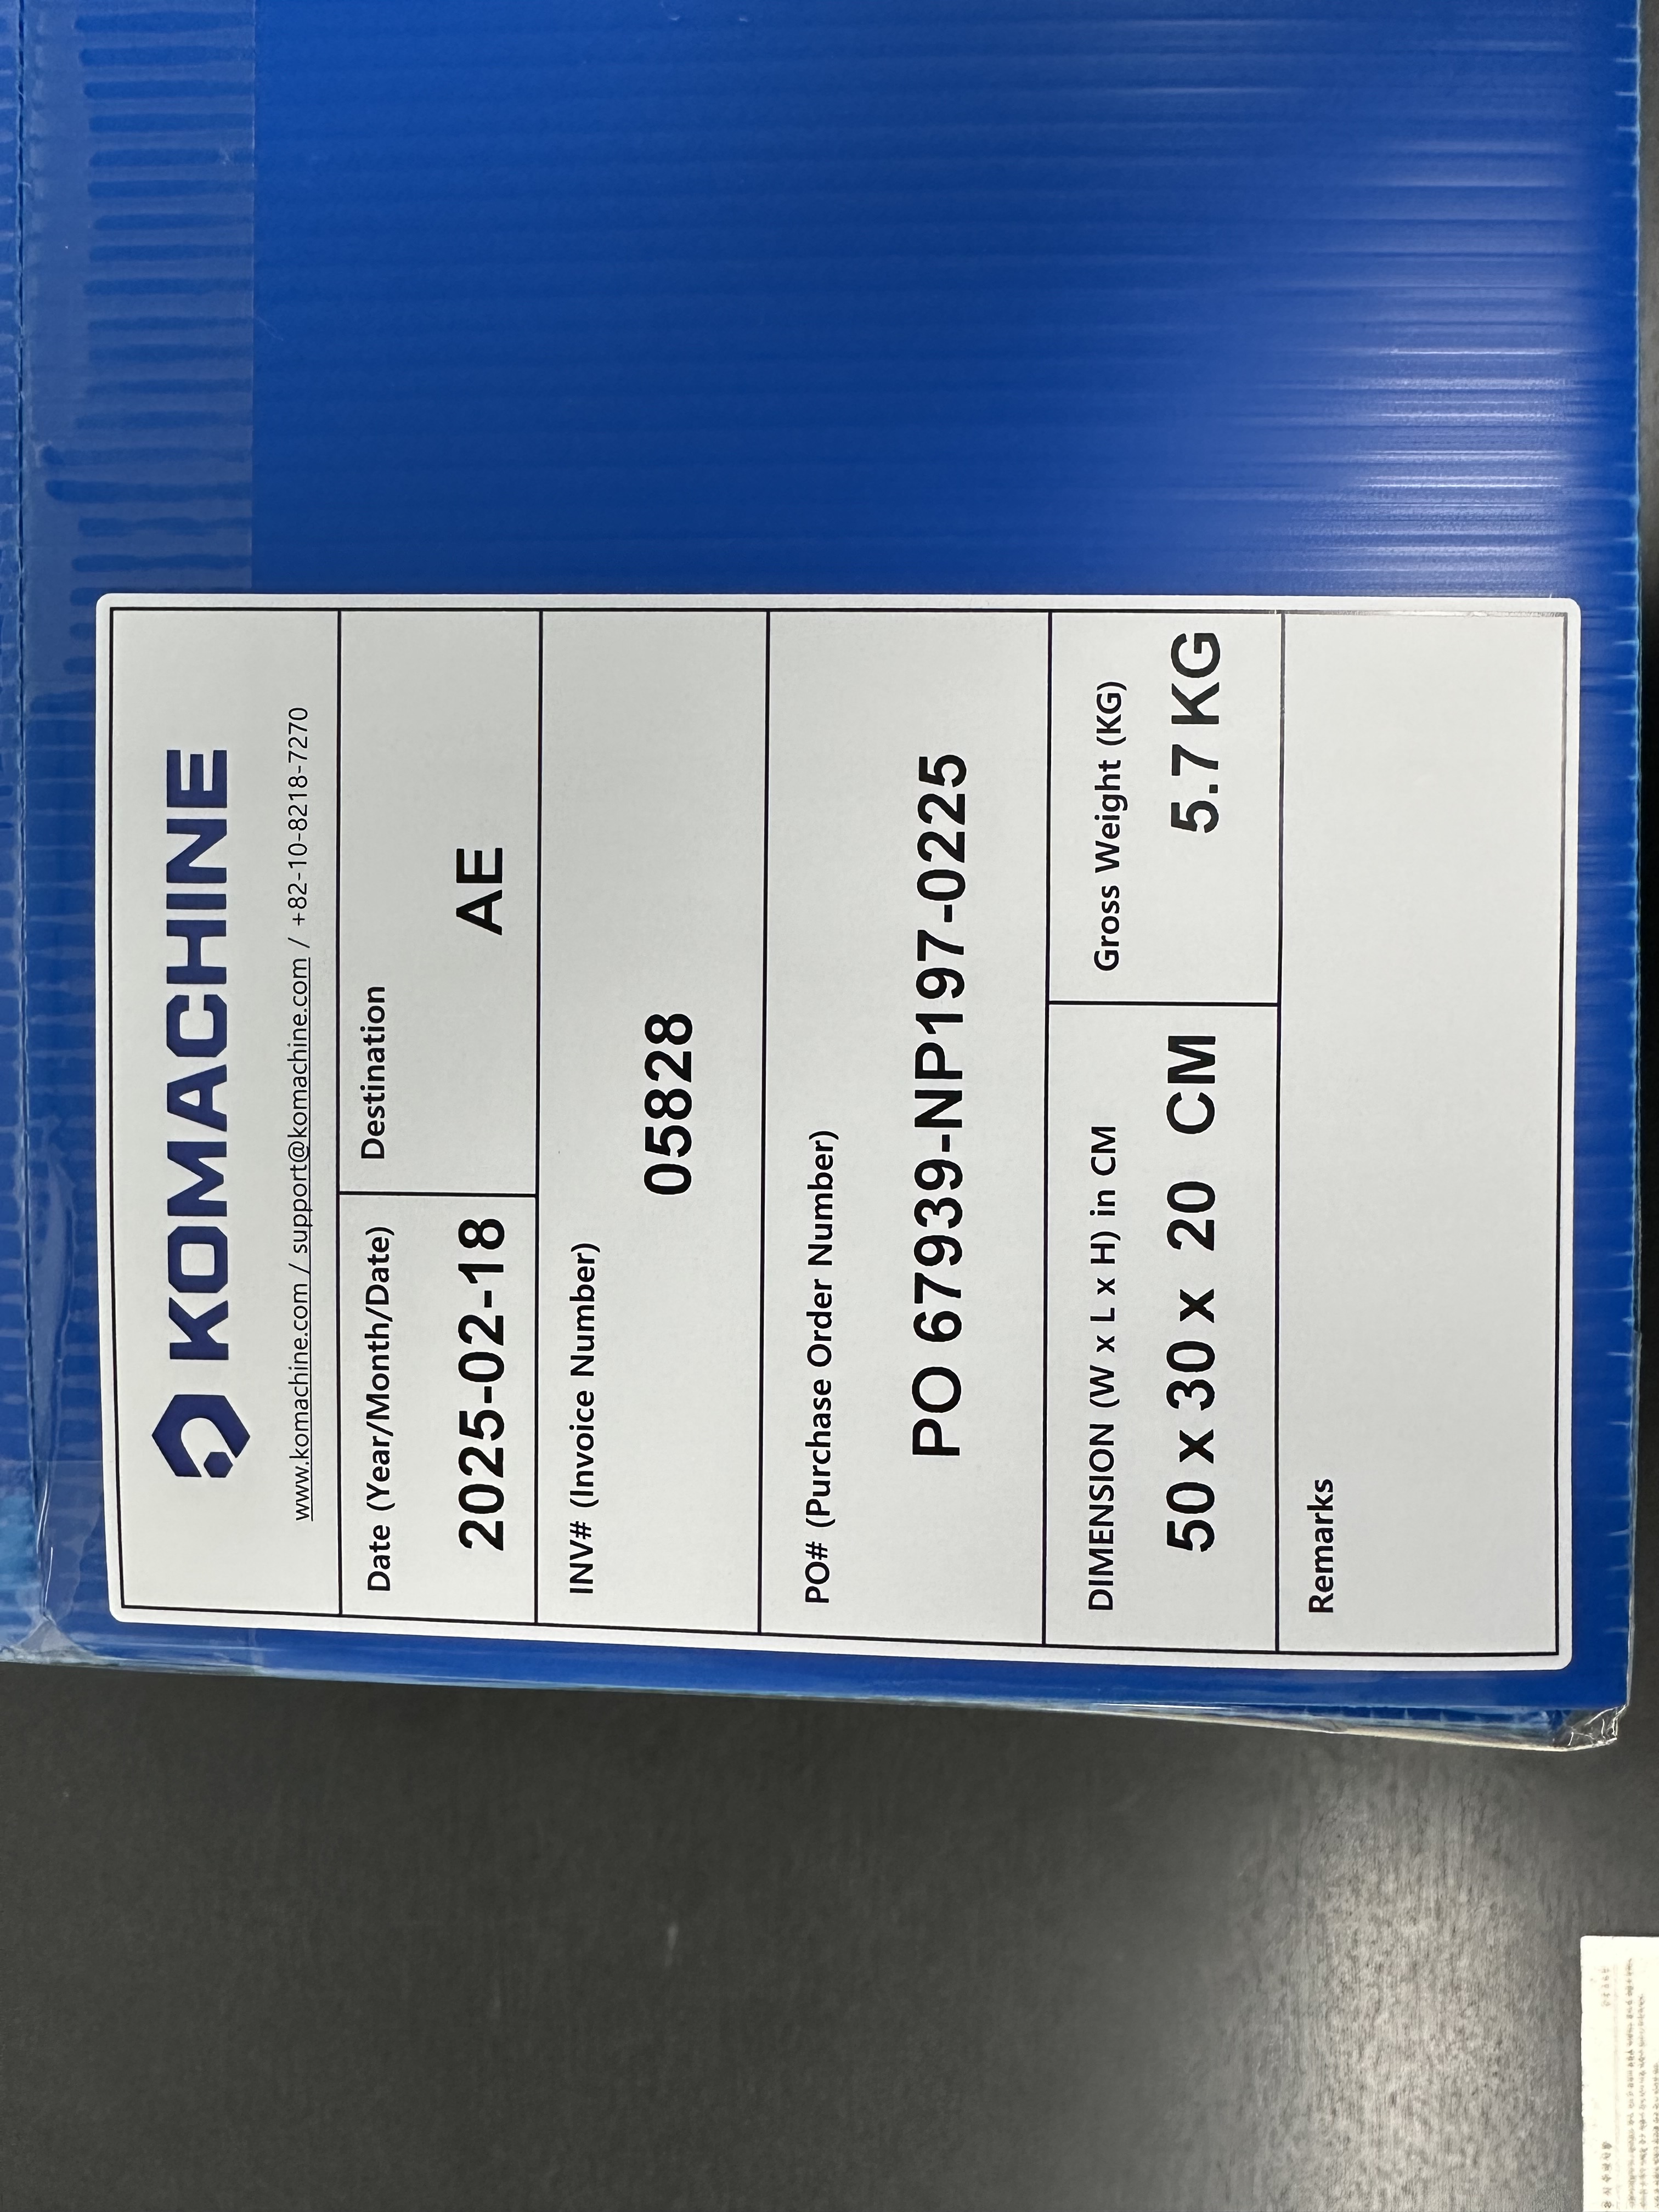 KOMACHINE
www.komachine.com / support@komachine.com / +82-10-8218-7270
Date (Year/Month/Date)
2025-02-18
Destination
AE
INV# (Invoice Number)
05828
PO# (Purchase Order Number)
PO 67939-NP197-0225
DIMENSION (W x L x H) in CM
50 x 30 x 20 CM
Gross Weight (KG)
5.7 KG
Remarks